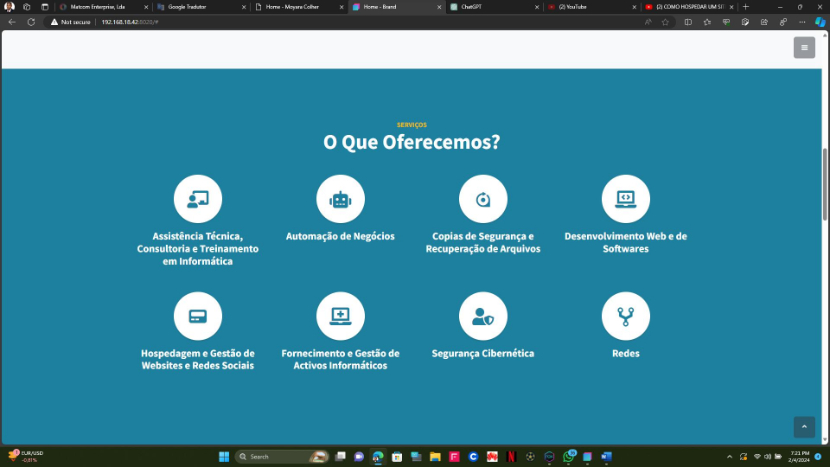 Matcom Enterprise, Lda
Google Tradutor
Home - Moyara Colher
Home - Brand
ChatGPT
(2) YouTube
(2) COMO HOSPEDAR UM SIT
Not secure
192.168.18.42:8020/#
SERVIÇOS
O Que Oferecemos?
Assistência Técnica,
Consultoria e Treinamento
em Informática
Automação de Negócios
Copias de Segurança e
Recuperação de Arquivos
Desenvolvimento Web e de
Softwares
Hospedagem e Gestão de
Websites e Redes Sociais
Fornecimento e Gestão de
Activos Informáticos
Segurança Cibernética
Redes
EUR/USD
-0,81%
Search
7:21 PM
2/4/2024